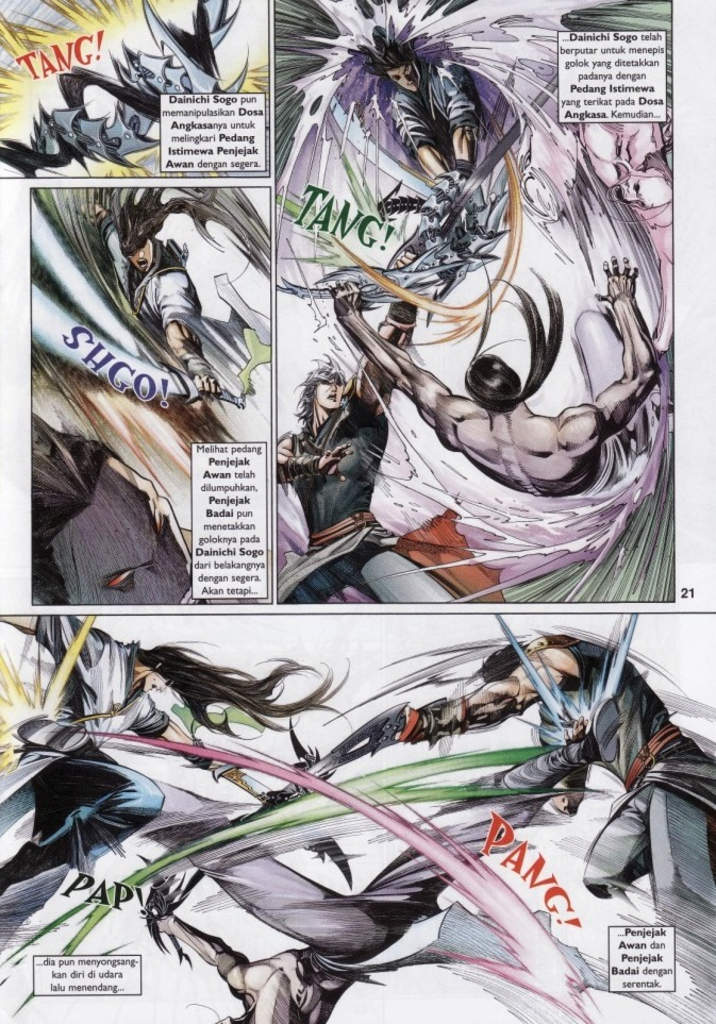 TANG!
Dainichi Sogo pun
memanipulasikan Dosa
Angkasanya untuk
melingkari Pedang
Istimewa Penjejak
Awan dengan segera.
...Dainichi Sogo telah
berputar untuk menepis
golok yang ditetakkan
padanya dengan
Pedang Istimewa
yang terikat pada Dosa
Angkasa. Kemudian...
TANG!
SHGO!
Melihat pedang
Penjejak
Awan telah
dilumpuhkan,
Penjejak
Badai pun
menetakkan
goloknya pada
Dainichi Sogo
dari belakangnya
dengan segera.
Akan tetapi...
21
PAP!
...dia pun menyongsang-
kan diri di udara
lalu menendang...
PANG!
...Penjejak
Awan dan
Penjejak
Badai dengan
serentak.